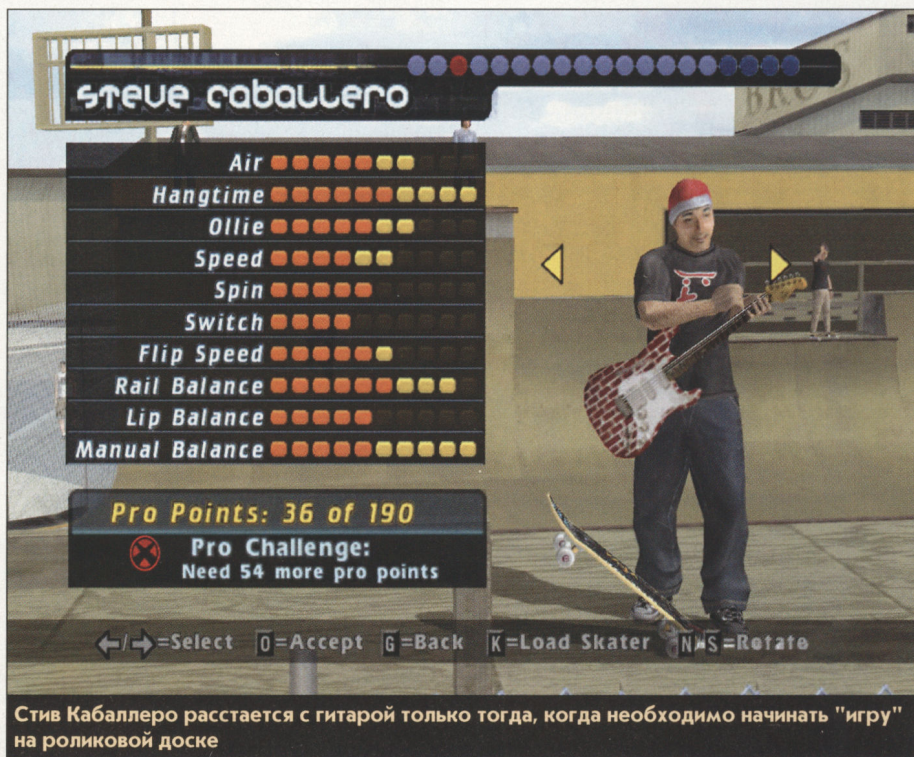 BROS
STEVE CABALLERO
Air
Hangtime
Ollie
Speed
Spin
Switch
Flip Speed
Rail Balance
Lip Balance
Manual Balance
Pro Points: 36 of 190
Pro Challenge:
Need 54 more pro points
←/→=Select O=Accept G=Back K=Load Skater N-S=Rotate
Стив Кабаллеро расстается с гитарой только тогда, когда необходимо начинать "игру"
на роликовой доске